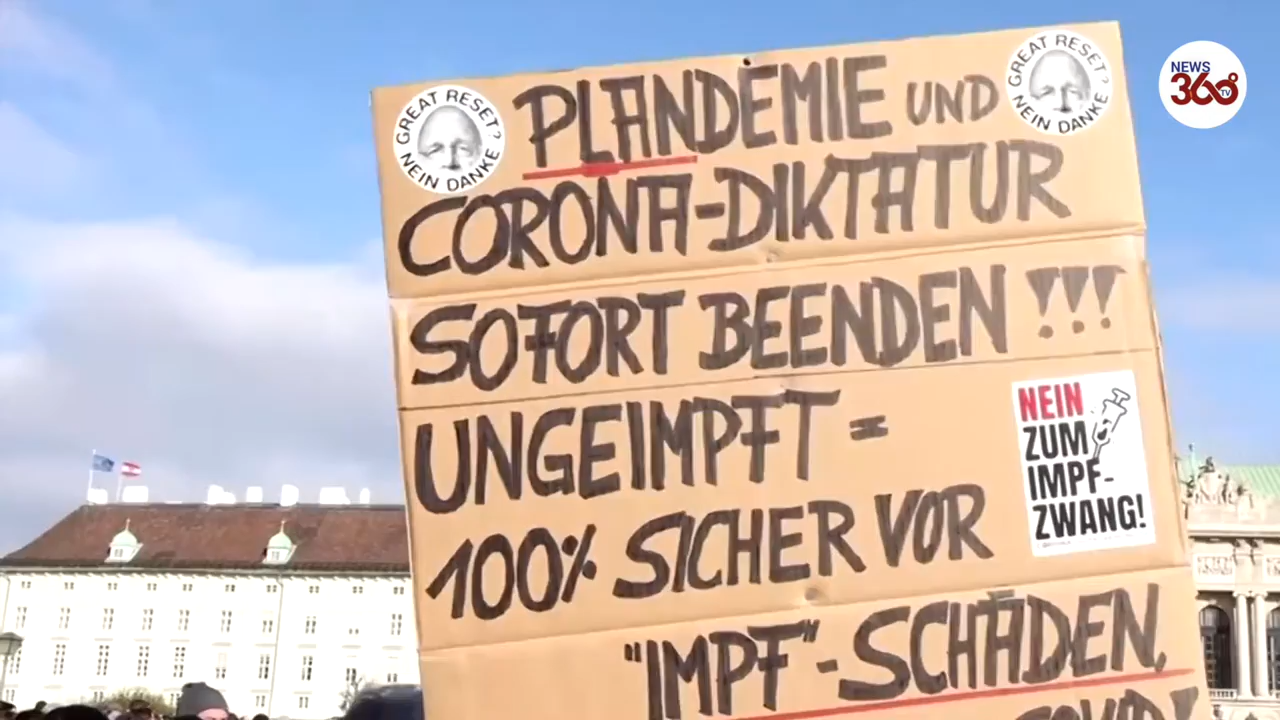 NEWS
360°
TV
GREAT RESET?
NEIN DANKE
PLANDEMIE UND
GREAT RESET?
NEIN DANKE
CORONA-DIKTATUR
SOFORT BEENDEN!!!
UNGEIMPFT =
100% SICHER VOR
NEIN
ZUM
IMPF-
ZWANG!
"IMPF"-SCHÄDEN,
COVID!